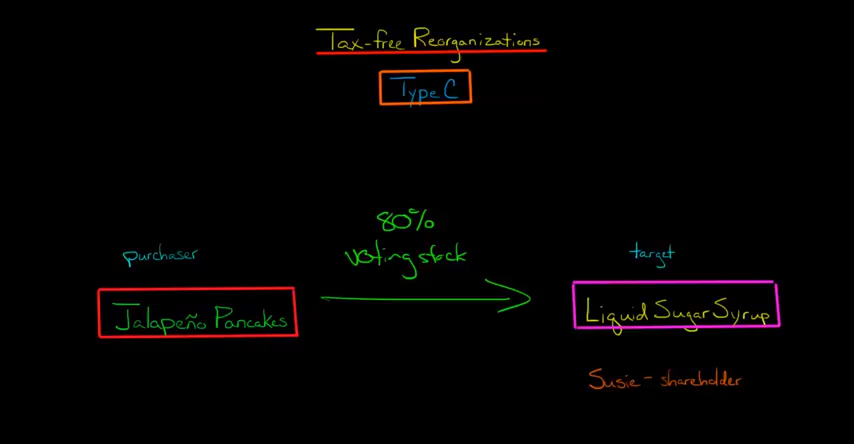 Tax-free Reorganizations
Type C
80%
voting stock
purchaser
target
Jalapeño Pancakes
Liquid Sugar Syrup
Susie - shareholder